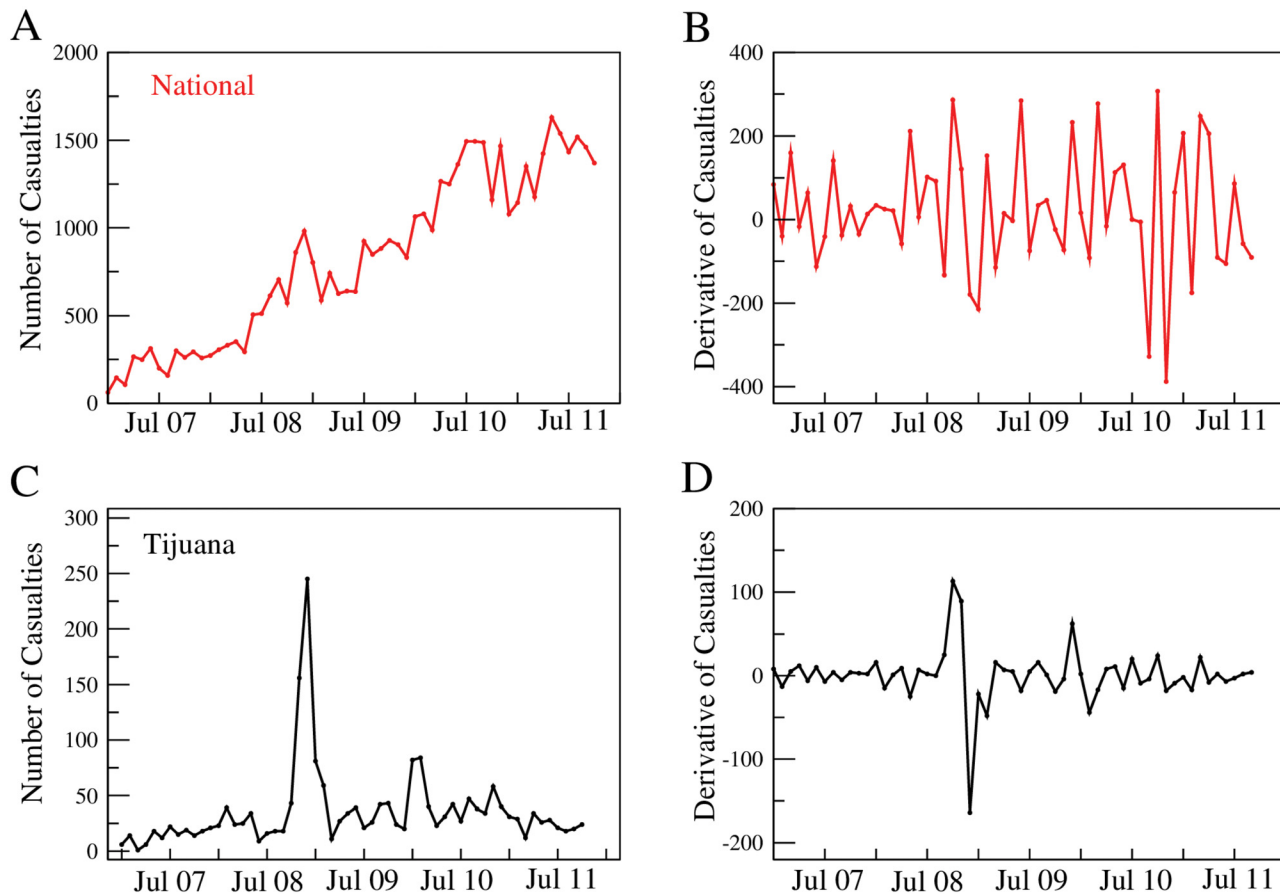 A
National
Number of Casualties
2000
1500
1000
500
0
Jul 07 Jul 08 Jul 09 Jul 10 Jul 11
B
Derivative of Casualties
400
200
0
-200
-400
Jul 07 Jul 08 Jul 09 Jul 10 Jul 11
C
Tijuana
Number of Casualties
300
250
200
150
100
50
0
Jul 07 Jul 08 Jul 09 Jul 10 Jul 11
D
Derivative of Casualties
200
100
0
-100
-200
Jul 07 Jul 08 Jul 09 Jul 10 Jul 11